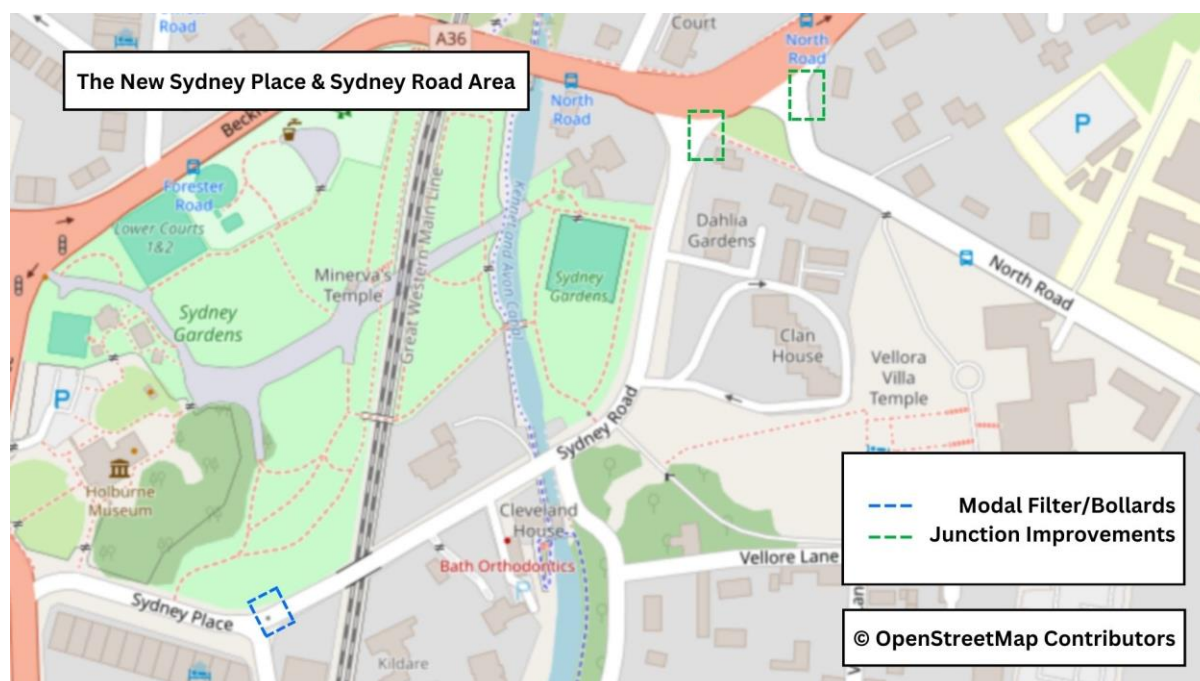 Road
Court
A36
North
Road
The New Sydney Place & Sydney Road Area
North
Road
P
Forester
Road
Lower Courts
1&2
Kennet and Avon Canal
Great Western Main Line
Dahlia
Gardens
Minerva's
Temple
Sydney
Gardens
Sydney
Gardens
North Road
Clan
House
Vellora
Villa
Temple
P
Sydney Road
Holburne
Museum
Cleveland
House
Bath Orthodontics
P
Vellore Lane
Modal Filter/Bollards
Junction Improvements
Sydney Place
Kildare
© OpenStreetMap Contributors